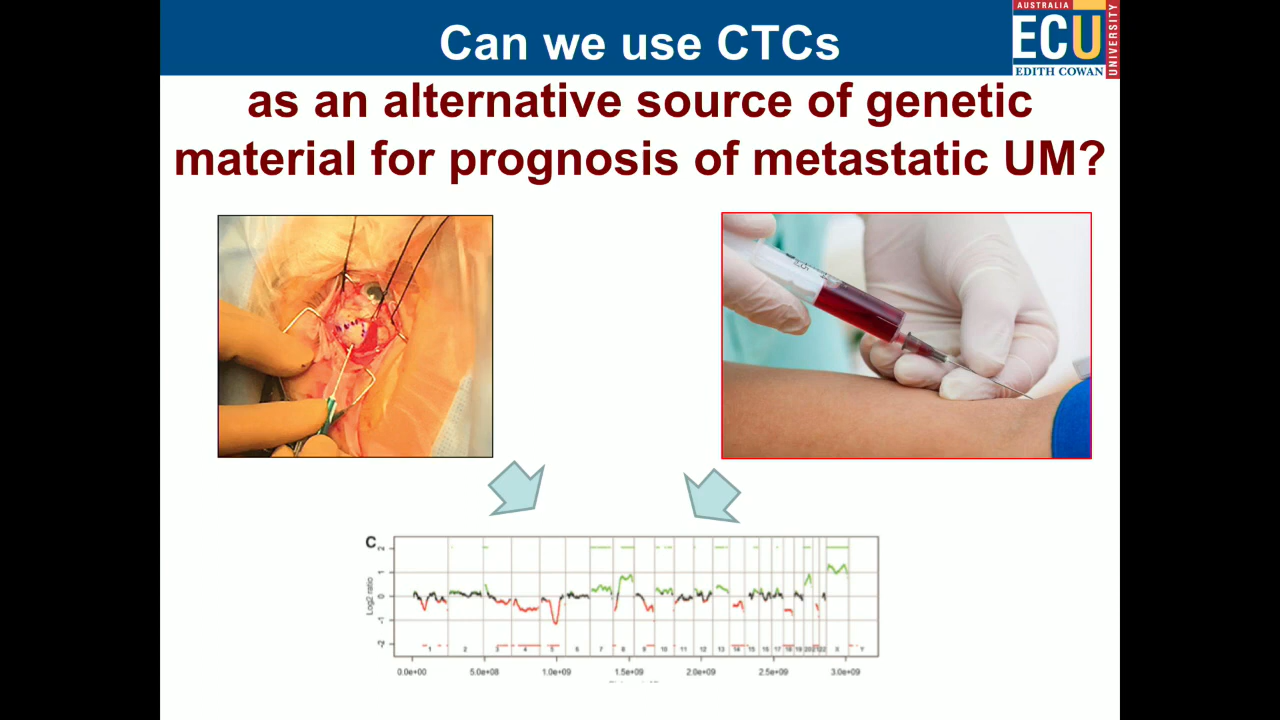 Can we use CTCs
AUSTRALIA
ECU
EDITH COWAN
UNIVERSITY
as an alternative source of genetic
material for prognosis of metastatic UM?
C
Log2 ratio
2
1
0
-1
-2
1 2 3 4 5 6 7 8 9 10 11 12 13 14 15 16 17 18 19 20 21 22 X Y
0.0e+00 5.0e+08 1.0e+09 1.5e+09 2.0e+09 2.5e+09 3.0e+09